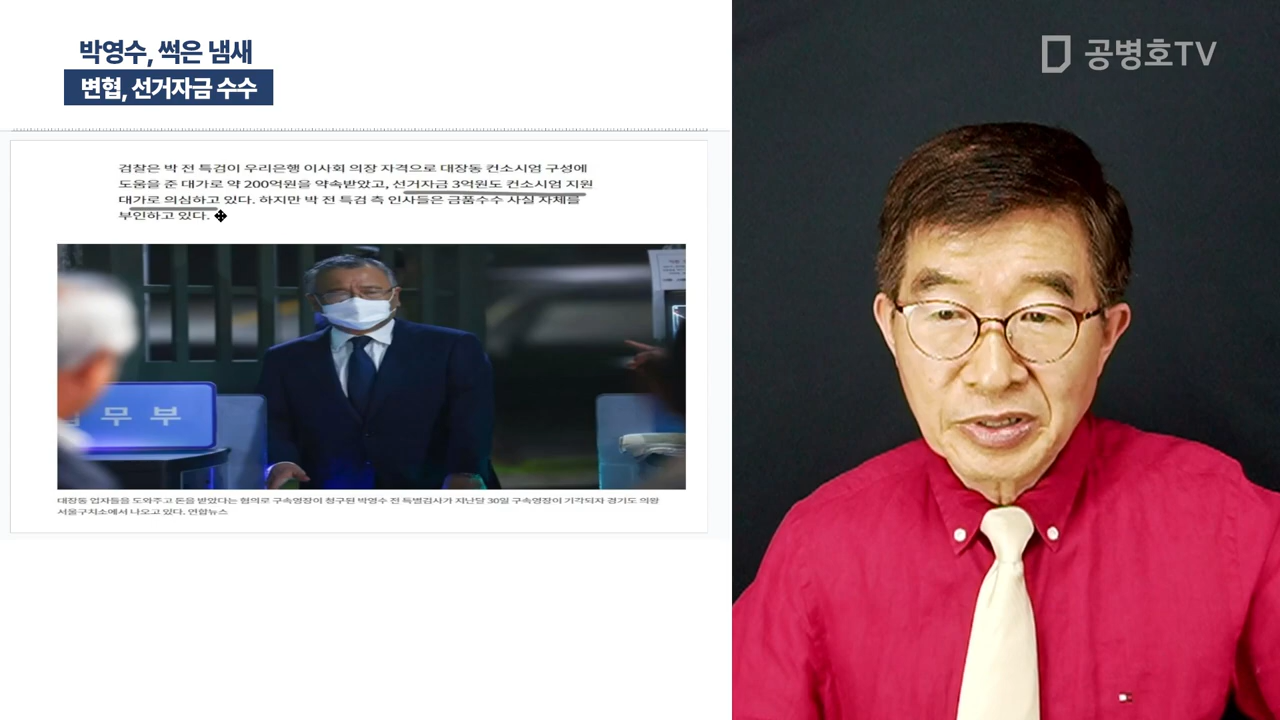 박영수, 썩은 냄새
변협, 선거자금 수수
공병호TV
검찰은 박 전 특검이 우리은행 이사회 의장 자격으로 대장동 컨소시엄 구성에
도움을 준 대가로 약 200억원을 약속받았고, 선거자금 3억원도 컨소시엄 지원
대가로 의심하고 있다. 하지만 박 전 특검 측 인사들은 금품수수 사실 자체를
부인하고 있다.
무부
대장동 업자들을 도와주고 돈을 받았다는 혐의로 구속영장이 청구된 박영수 전 특별검사가 지난달 30일 구속영장이 기각되자 경기도 의왕
서울구치소에서 나오고 있다. 연합뉴스